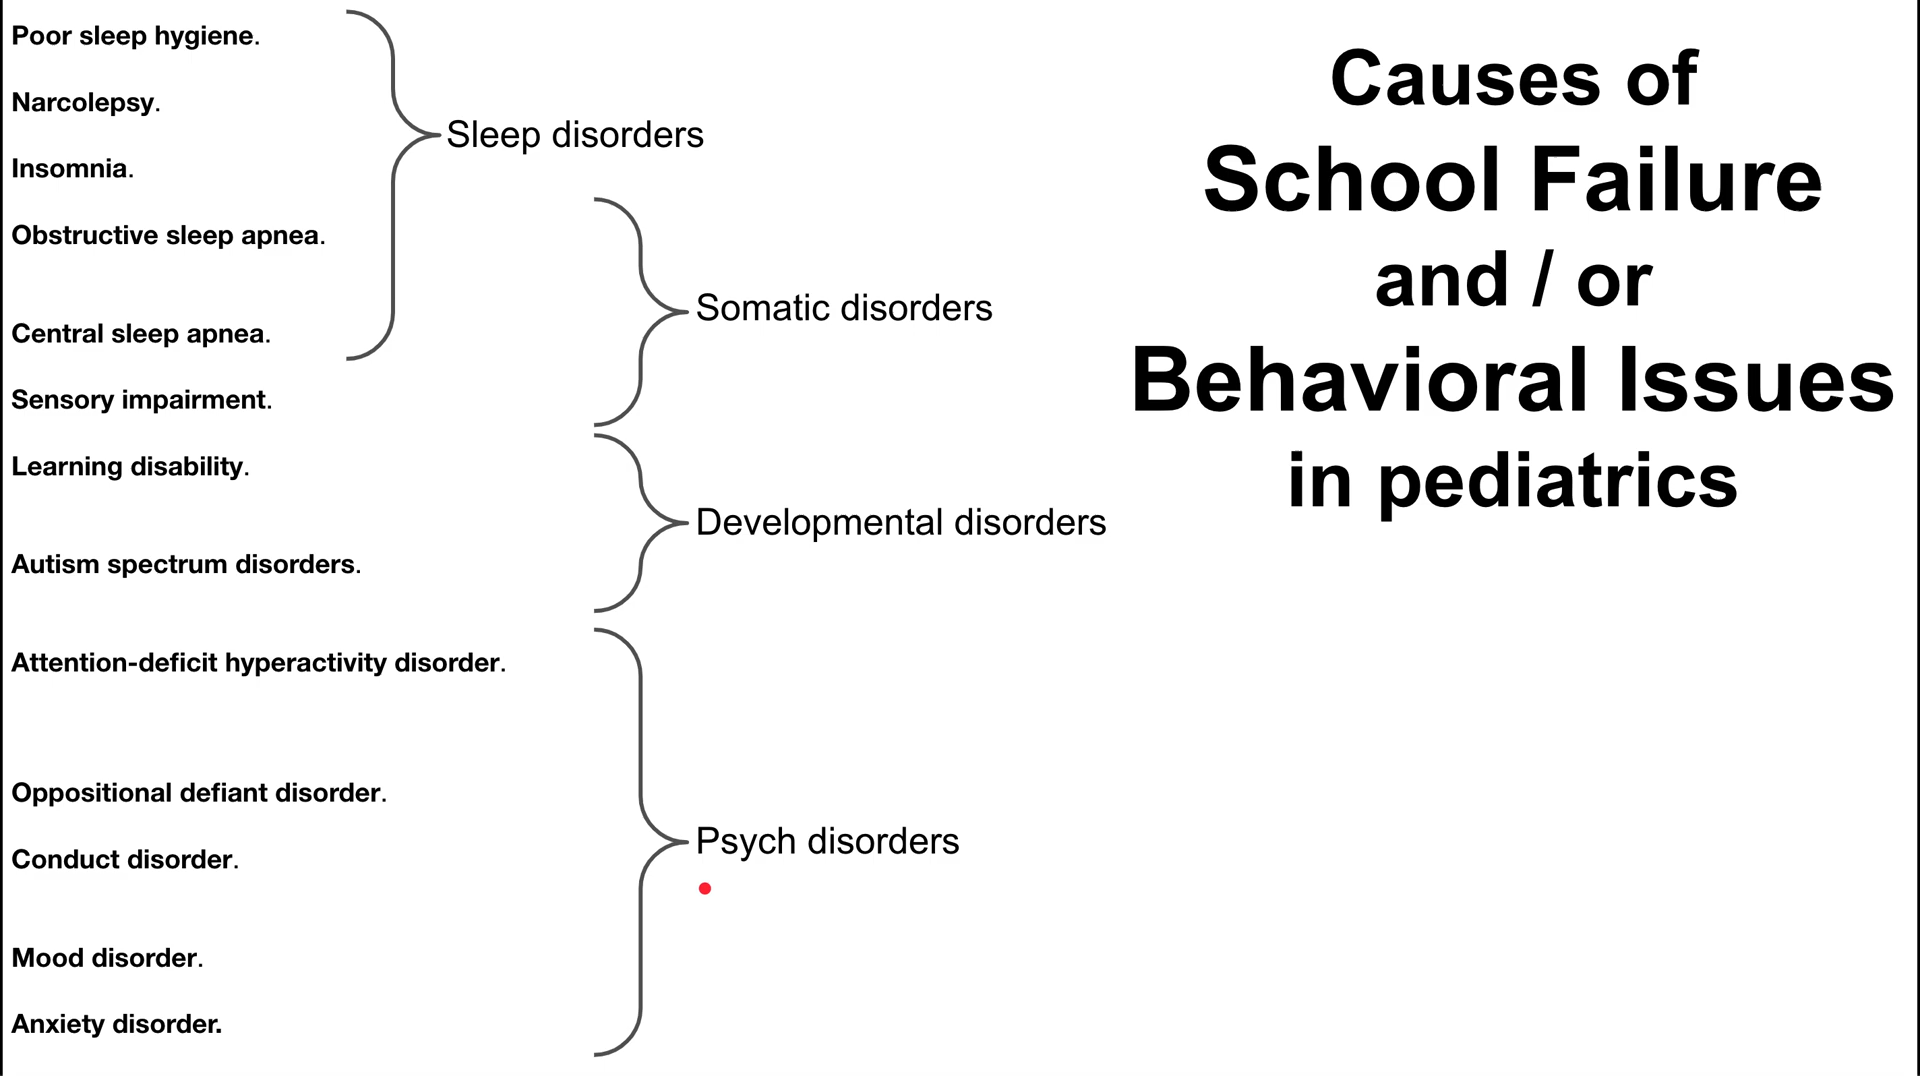 Poor sleep hygiene.
Narcolepsy.
Insomnia.
Obstructive sleep apnea.
Central sleep apnea.
Sensory impairment.
Learning disability.
Autism spectrum disorders.
Attention-deficit hyperactivity disorder.
Oppositional defiant disorder.
Conduct disorder.
Mood disorder.
Anxiety disorder.
Sleep disorders
Somatic disorders
Developmental disorders
Psych disorders
Causes of
School Failure
and / or
Behavioral Issues
in pediatrics